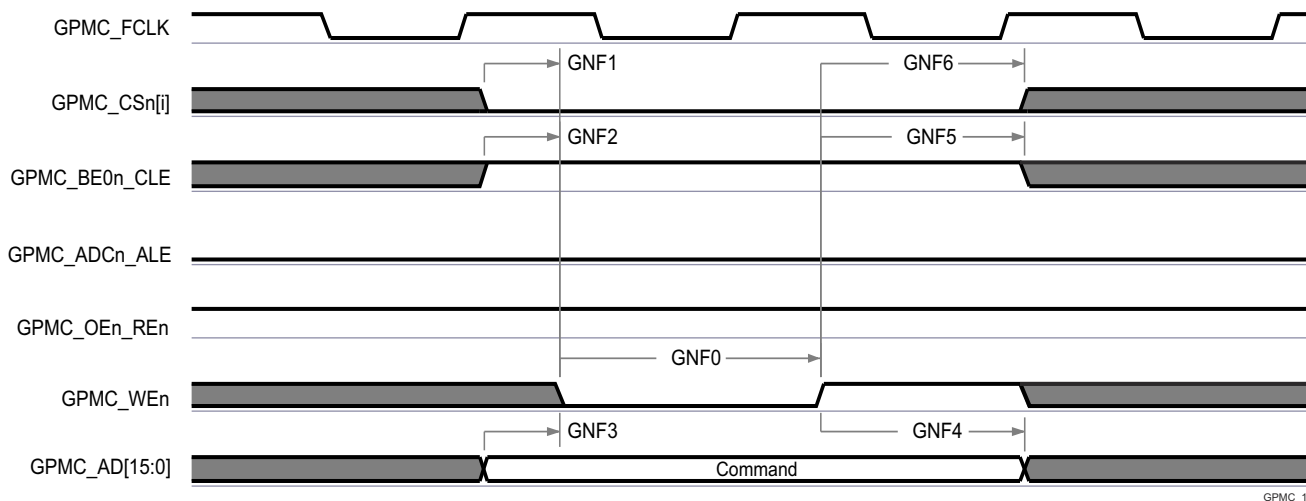 GPMC_FCLK
GNF1 GNF6
GPMC_CSn[i]
GNF2 GNF5
GPMC_BE0n_CLE
GPMC_ADCn_ALE
GPMC_OEn_REn
GNF0
GPMC_WEn
GNF3 GNF4
GPMC_AD[15:0] Command
GPMC_1